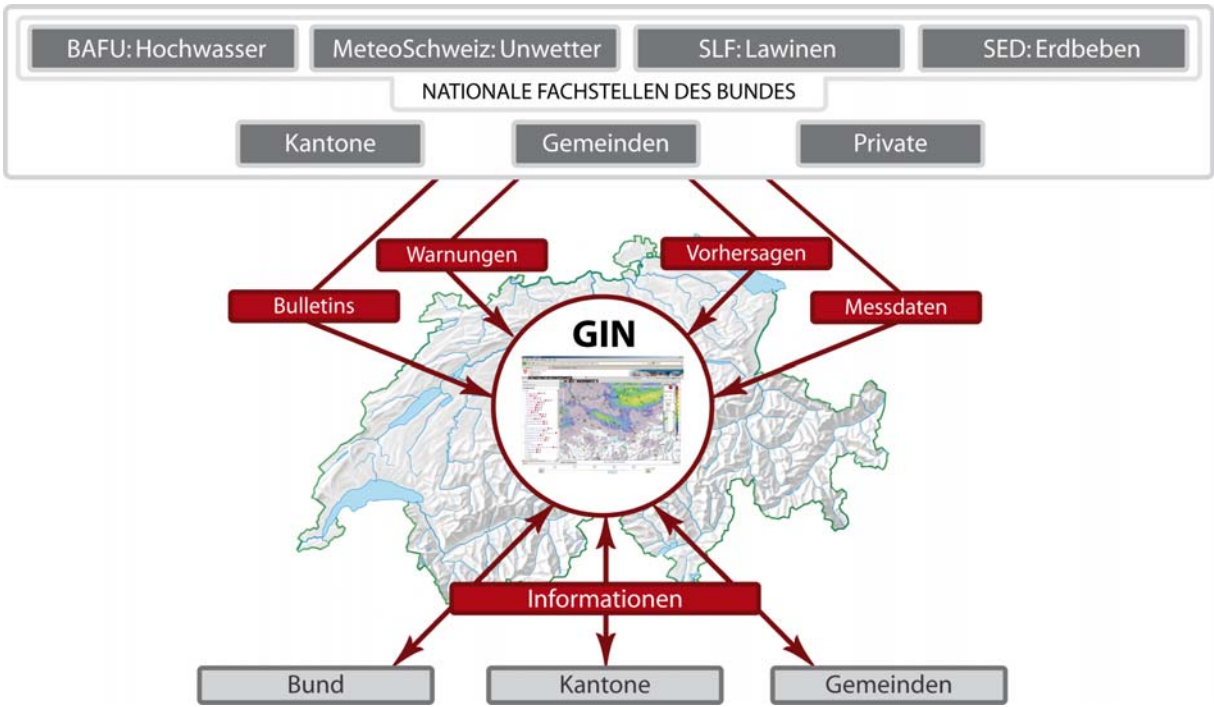 BAFU: Hochwasser
MeteoSchweiz: Unwetter
SLF: Lawinen
SED: Erdbeben
NATIONALE FACHSTELLEN DES BUNDES
Kantone
Gemeinden
Private
Warnungen
Vorhersagen
Bulletins
Messdaten
GIN
Informationen
Bund
Kantone
Gemeinden